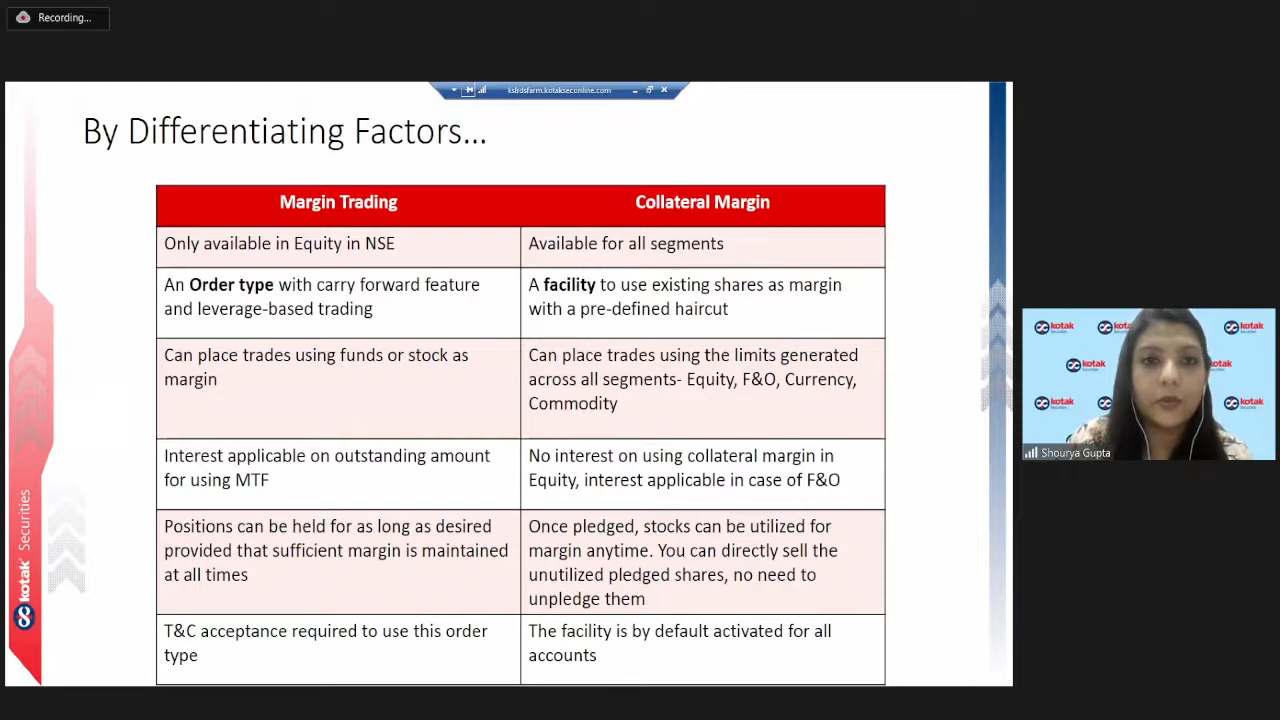 Recording...
kslrdsfarm.kotakseconline.com
By Differentiating Factors...
Margin Trading
Collateral Margin
Only available in Equity in NSE
Available for all segments
An Order type with carry forward feature
and leverage-based trading
A facility to use existing shares as margin
with a pre-defined haircut
Can place trades using funds or stock as
margin
Can place trades using the limits generated
across all segments- Equity, F&O, Currency,
Commodity
Interest applicable on outstanding amount
for using MTF
No interest on using collateral margin in
Equity, interest applicable in case of F&O
Positions can be held for as long as desired
provided that sufficient margin is maintained
at all times
Once pledged, stocks can be utilized for
margin anytime. You can directly sell the
unutilized pledged shares, no need to
unpledge them
T&C acceptance required to use this order
type
The facility is by default activated for all
accounts
kotak Securities
kotak
kotak
kotak
kotak
kotak
kotak
Shourya Gupta